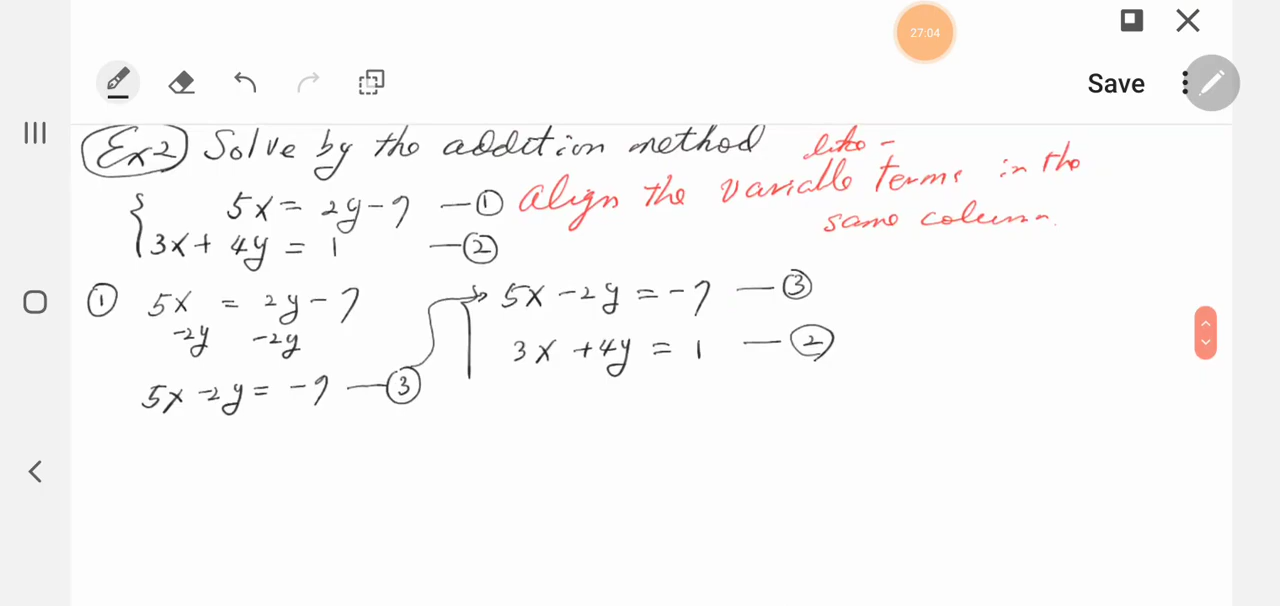 27:04
Save
Ex2 Solve by the addition method
like-
align the variable terms in the
same column.
5x = 2y - 7 — ①
3x + 4y = 1 — ②
① 5x = 2y - 7
-2y -2y
5x - 2y = -7 — ③
5x - 2y = -7 — ③
3x + 4y = 1 — ②